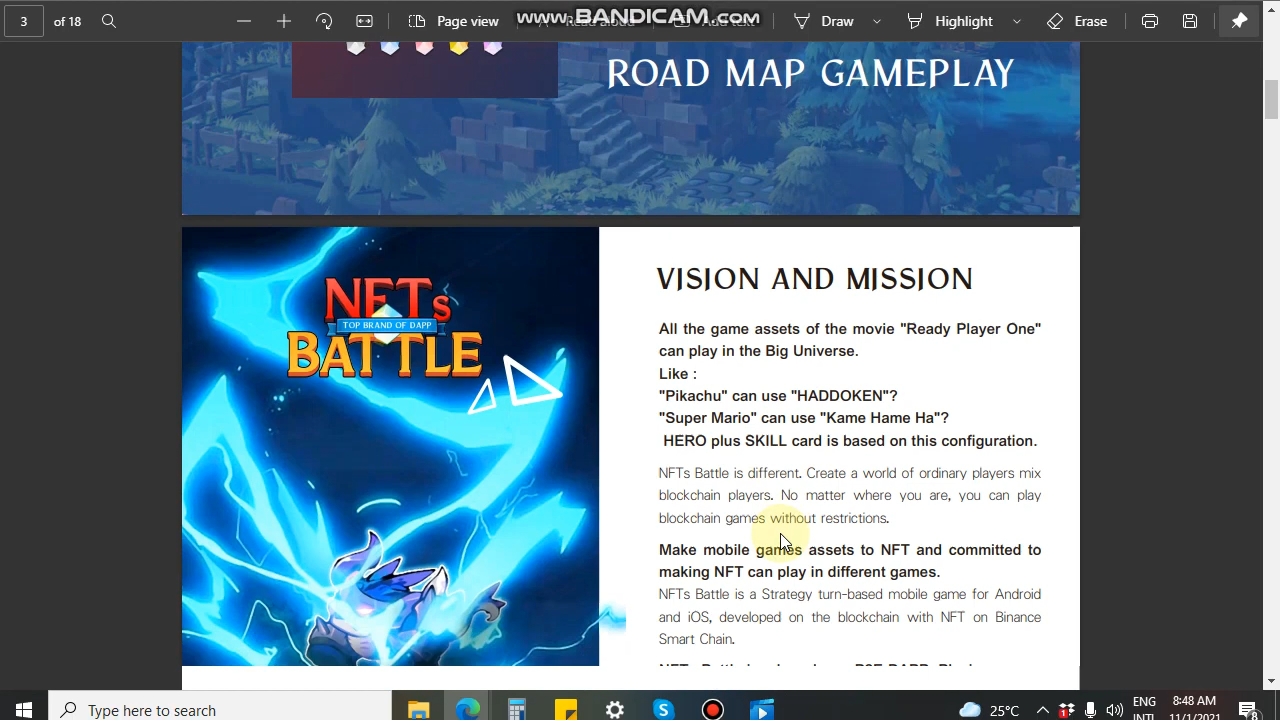 3 of 18 Page view Read aloud Add text Draw Highlight Erase
www.BANDICAM.com
ROAD MAP GAMEPLAY
NFTs
TOP BRAND OF DAPP
BATTLE
VISION AND MISSION
All the game assets of the movie "Ready Player One"
can play in the Big Universe.
Like :
"Pikachu" can use "HADDOKEN"?
"Super Mario" can use "Kame Hame Ha"?
HERO plus SKILL card is based on this configuration.
NFTs Battle is different. Create a world of ordinary players mix
blockchain players. No matter where you are, you can play
blockchain games without restrictions.
Make mobile games assets to NFT and committed to
making NFT can play in different games.
NFTs Battle is a Strategy turn-based mobile game for Android
and iOS, developed on the blockchain with NFT on Binance
Smart Chain.
Type here to search
25°C
ENG
INTL
8:48 AM
8